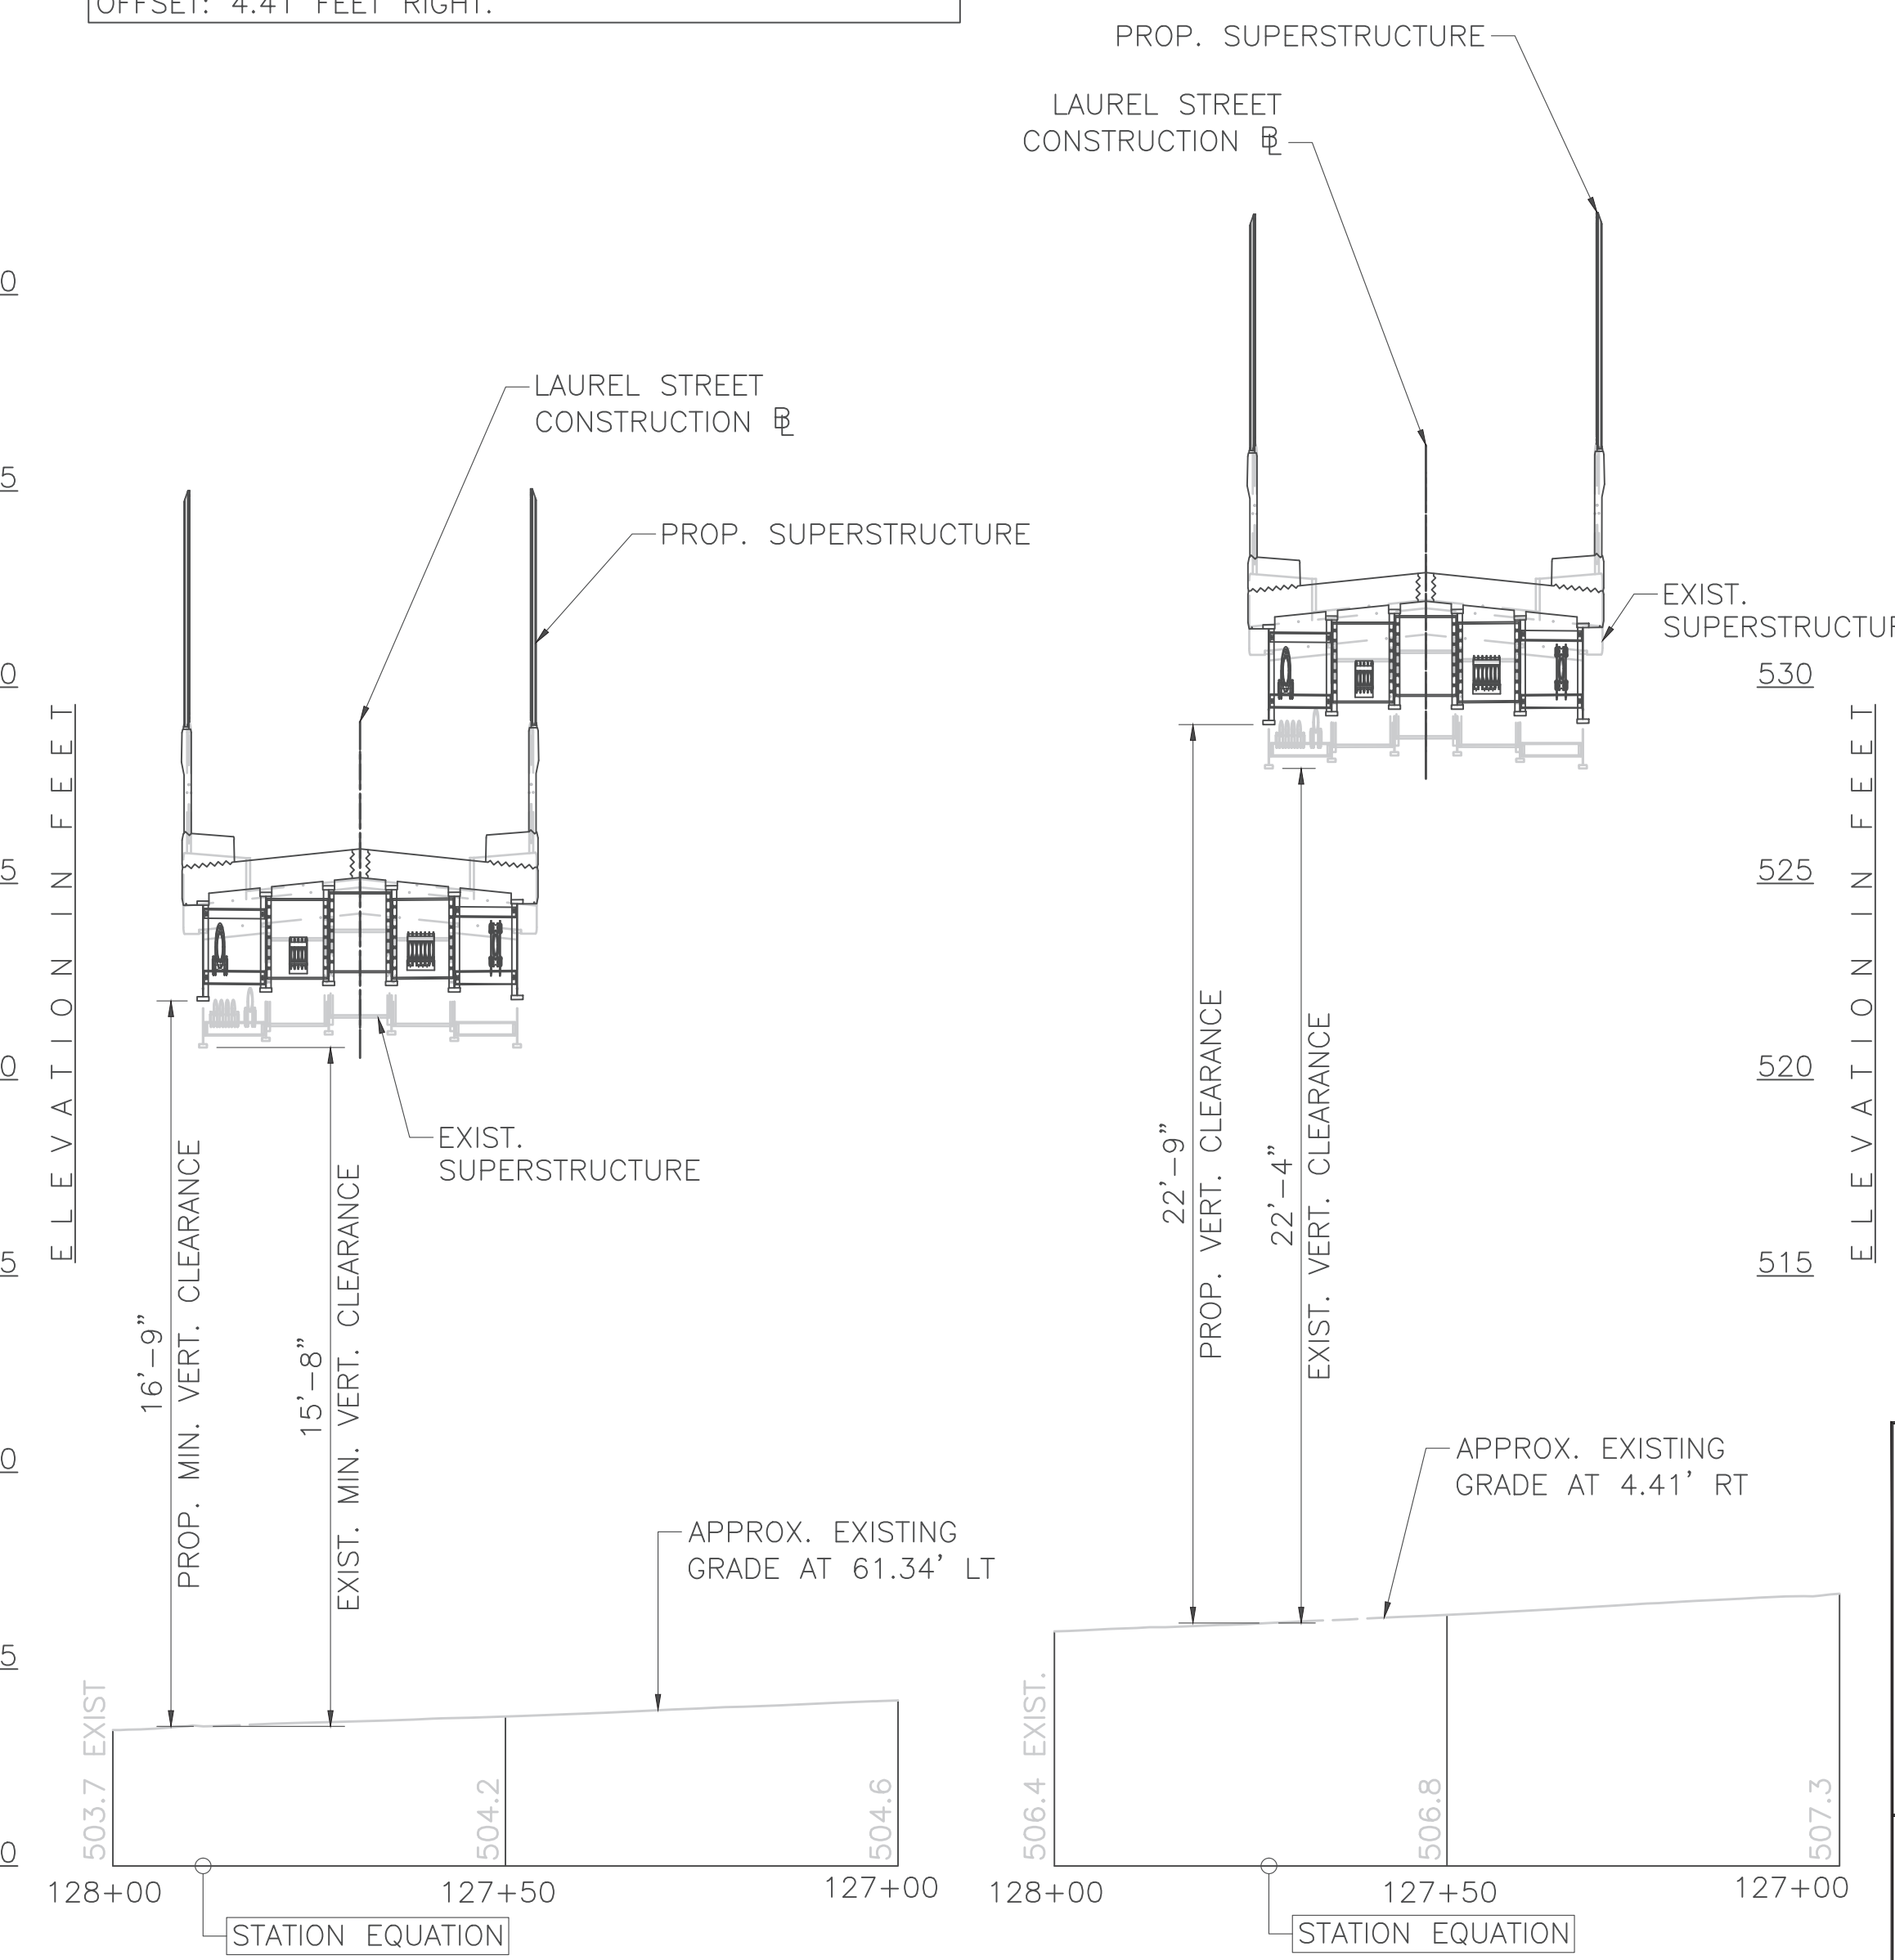 OFFSET: 4.41 FEET RIGHT.
PROP. SUPERSTRUCTURE
LAUREL STREET
CONSTRUCTION BL
LAUREL STREET
CONSTRUCTION BL
PROP. SUPERSTRUCTURE
EXIST.
SUPERSTRUCTUR
0
5
0
5
0
5
0
5
0
ELEVATION IN FEET
EXIST.
SUPERSTRUCTURE
16'-9"
PROP. MIN. VERT. CLEARANCE
15'-8"
EXIST. MIN. VERT. CLEARANCE
APPROX. EXISTING
GRADE AT 61.34' LT
503.7 EXIST
504.2
504.6
128+00
127+50
127+00
STATION EQUATION
22'-9"
PROP. VERT. CLEARANCE
22'-4"
EXIST. VERT. CLEARANCE
530
525
520
515
ELEVATION IN FEET
APPROX. EXISTING
GRADE AT 4.41' RT
506.4 EXIST.
506.8
507.3
128+00
127+50
127+00
STATION EQUATION